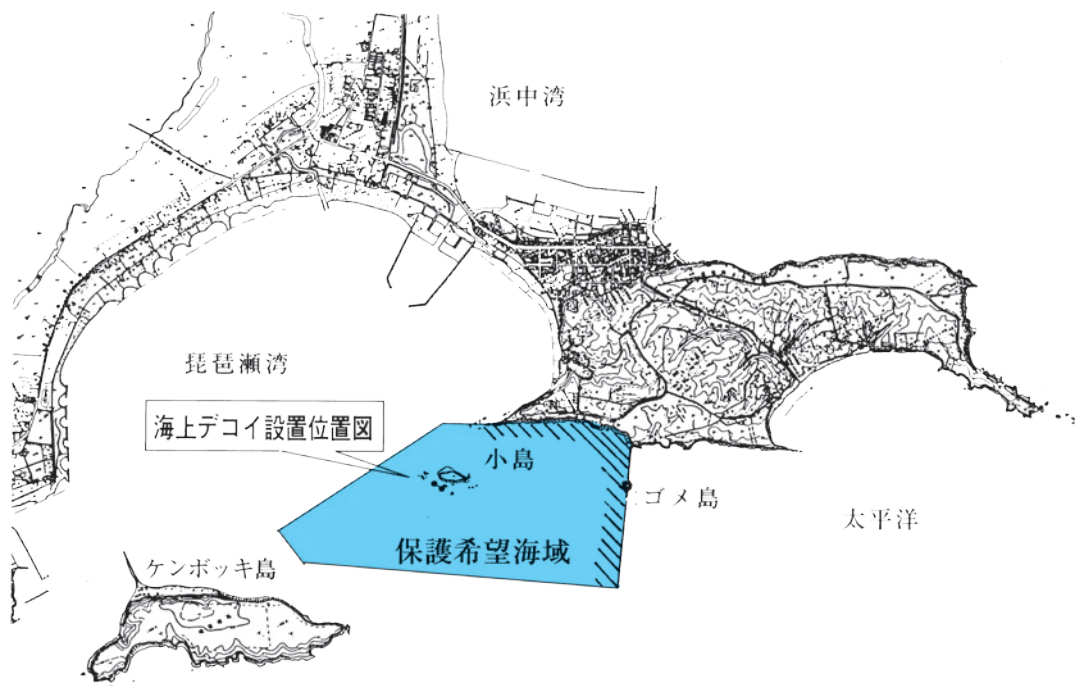 浜中湾
琵琶瀬湾
海上デコイ設置位置図
小島
ゴメ島
太平洋
保護希望海域
ケンボッキ島